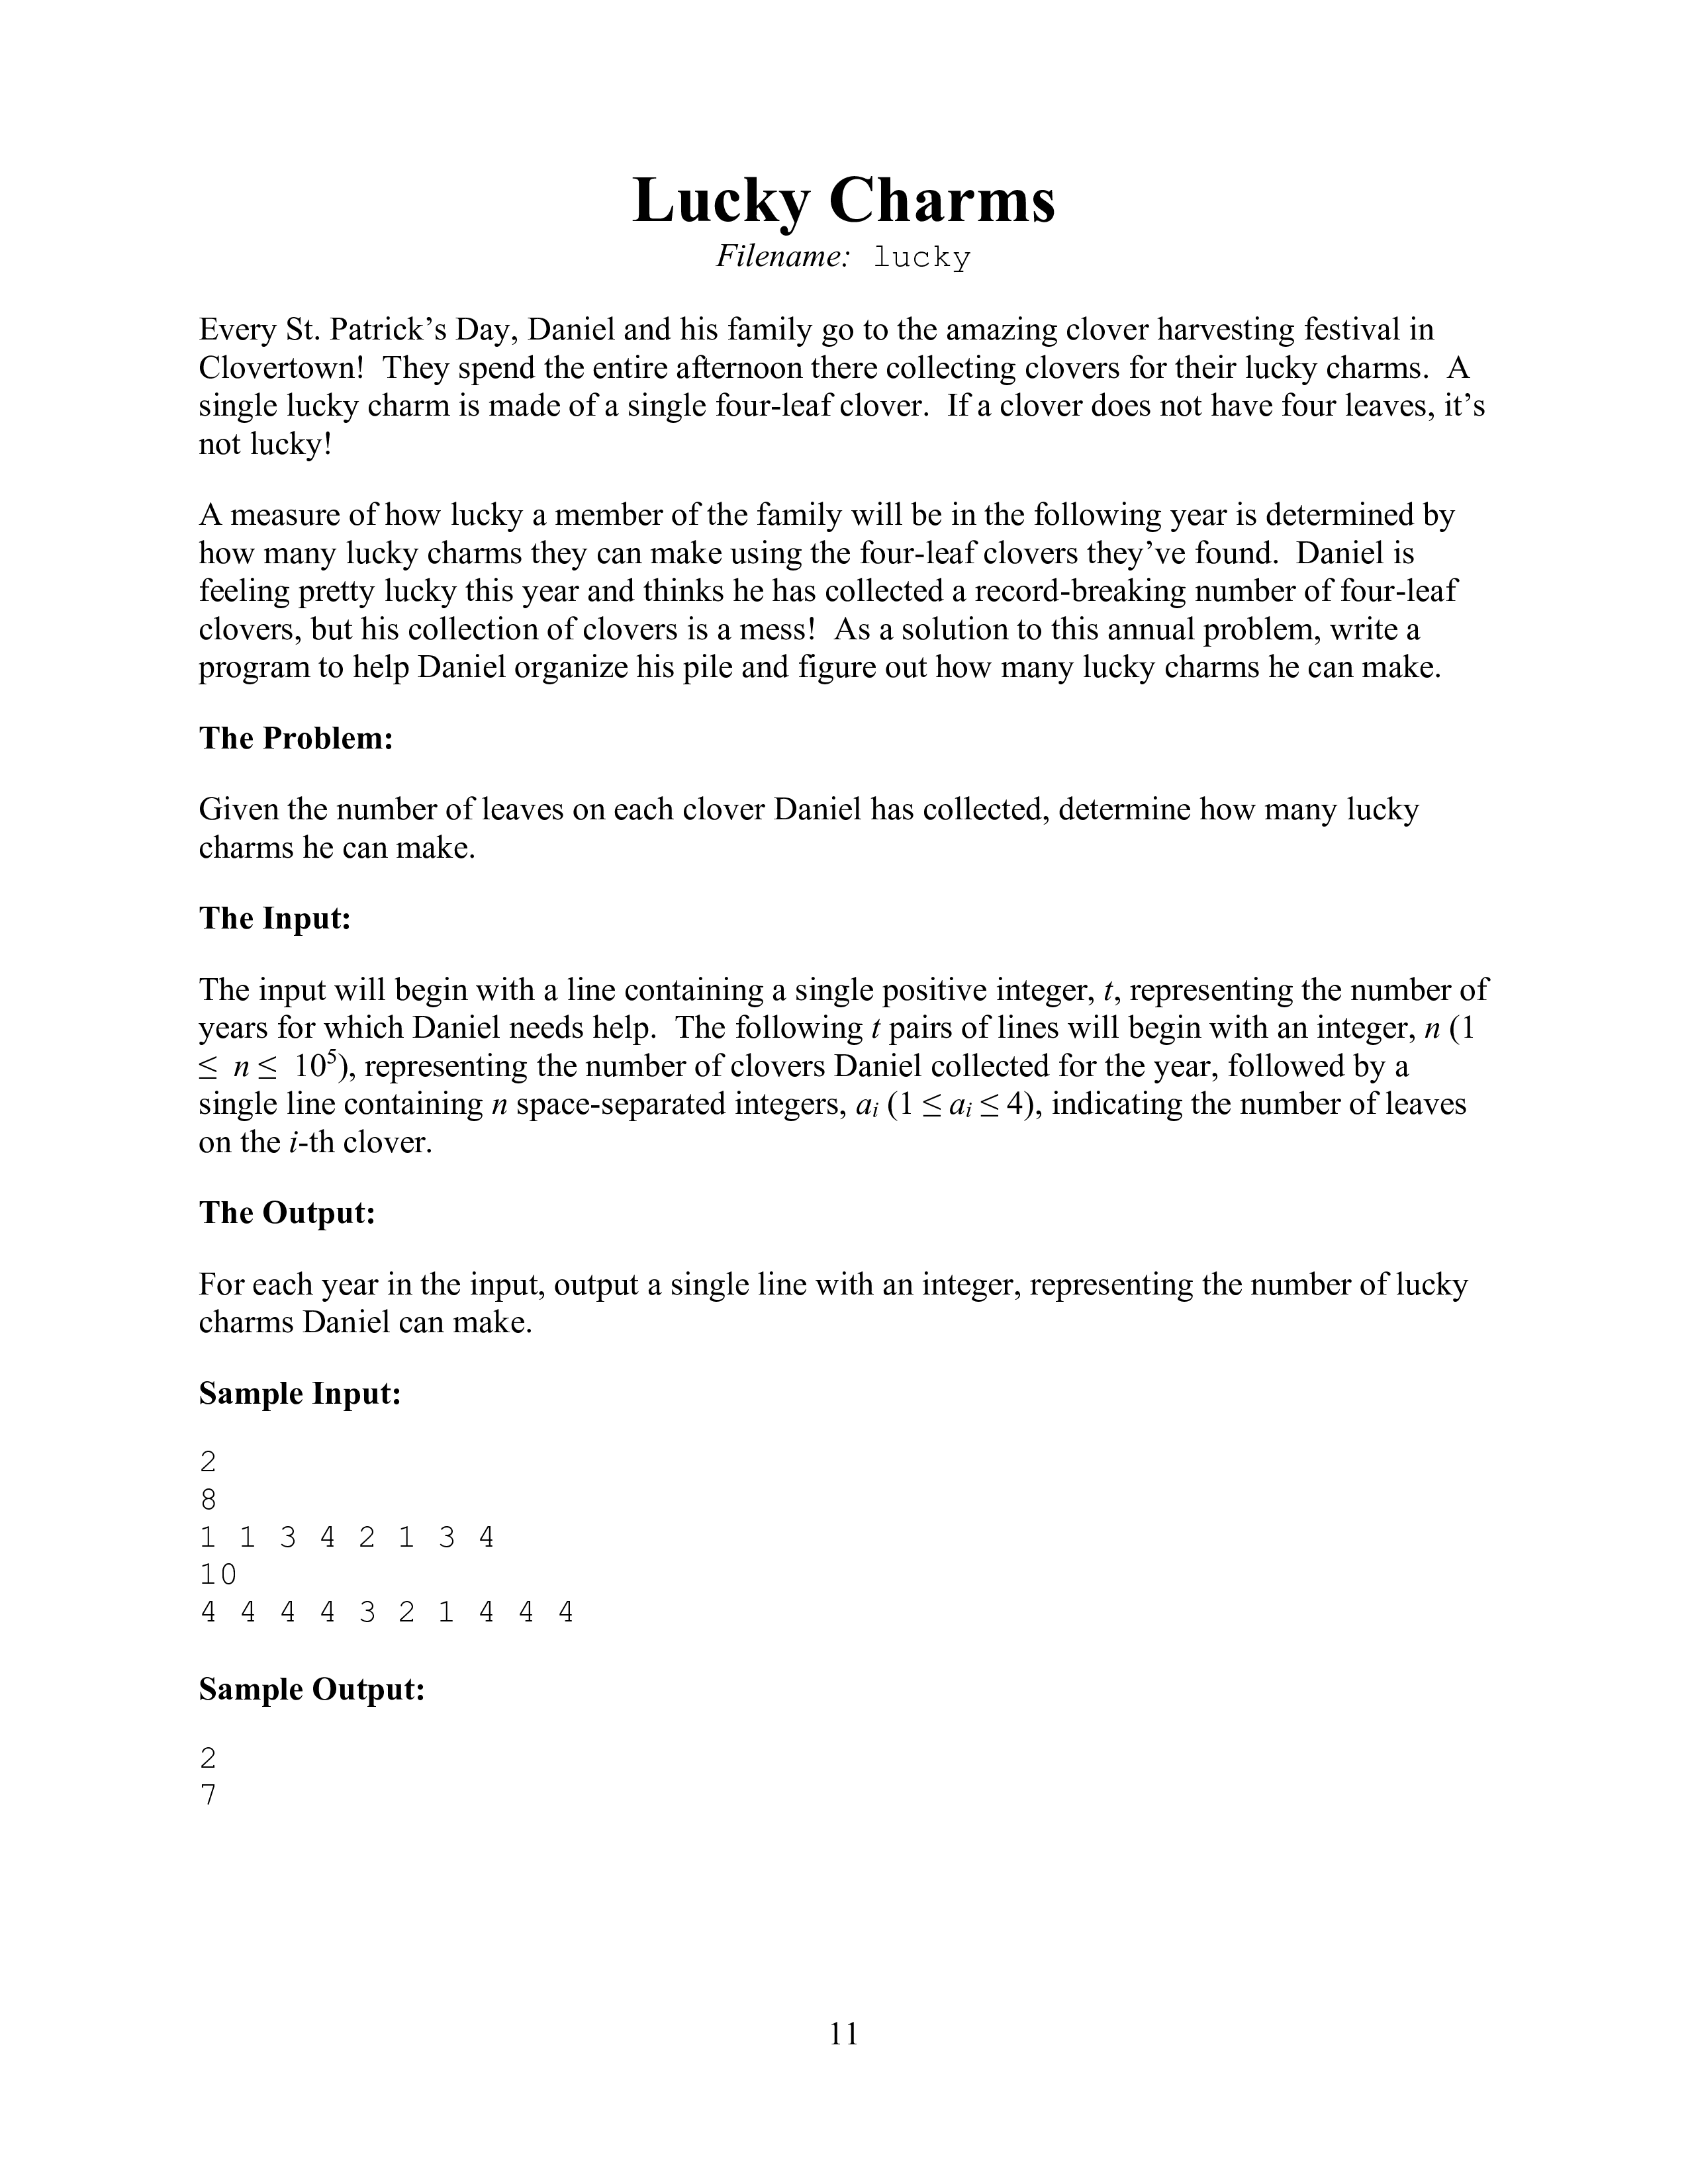 Lucky Charms
Filename: lucky
Every St. Patrick’s Day, Daniel and his family go to the amazing clover harvesting festival in
Clovertown! They spend the entire afternoon there collecting clovers for their lucky charms. A
single lucky charm is made of a single four-leaf clover. If a clover does not have four leaves, it’s
not lucky!
A measure of how lucky a member of the family will be in the following year is determined by
how many lucky charms they can make using the four-leaf clovers they’ve found. Daniel is
feeling pretty lucky this year and thinks he has collected a record-breaking number of four-leaf
clovers, but his collection of clovers is a mess! As a solution to this annual problem, write a
program to help Daniel organize his pile and figure out how many lucky charms he can make.
The Problem:
Given the number of leaves on each clover Daniel has collected, determine how many lucky
charms he can make.
The Input:
The input will begin with a line containing a single positive integer, t, representing the number of
years for which Daniel needs help. The following t pairs of lines will begin with an integer, n (1
≤ n ≤ 10⁵), representing the number of clovers Daniel collected for the year, followed by a
single line containing n space-separated integers, aᵢ (1 ≤ aᵢ ≤ 4), indicating the number of leaves
on the i-th clover.
The Output:
For each year in the input, output a single line with an integer, representing the number of lucky
charms Daniel can make.
Sample Input:
2
8
1 1 3 4 2 1 3 4
10
4 4 4 4 3 2 1 4 4 4
Sample Output:
2
7
11